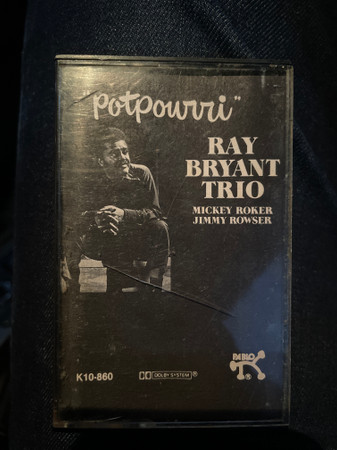 "Potpourri"
RAY
BRYANT
TRIO
MICKEY ROKER
JIMMY ROWSER
PABLO
®
K10-860
DOLBY SYSTEM ®